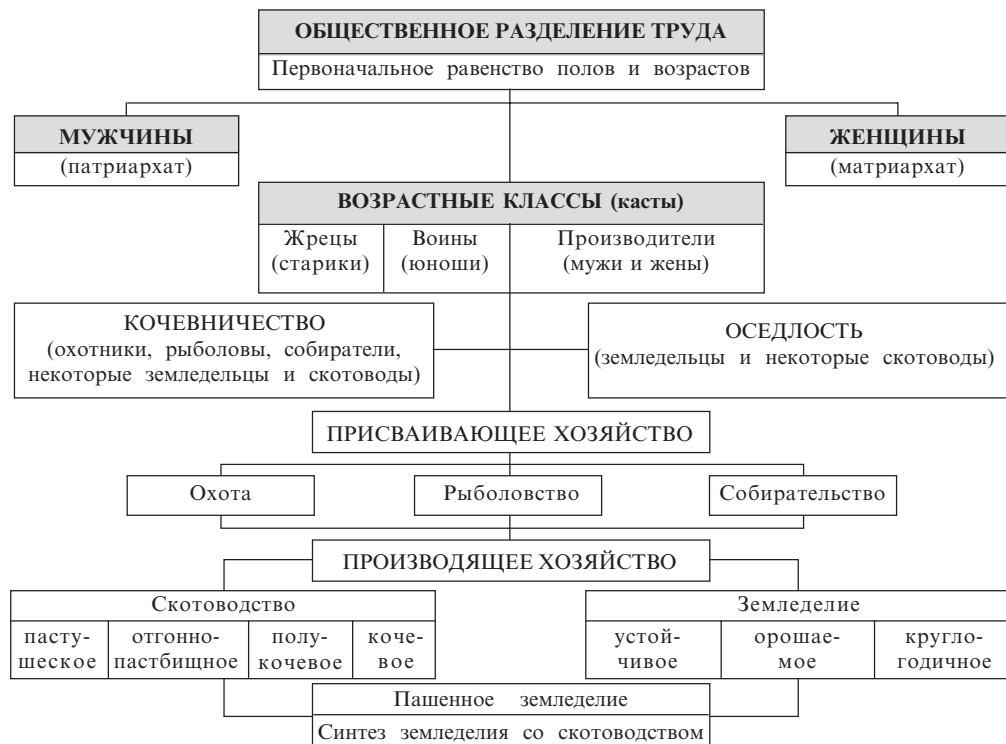 ОБЩЕСТВЕННОЕ РАЗДЕЛЕНИЕ ТРУДА
Первоначальное равенство полов и возрастов
МУЖЧИНЫ
(патриархат)
ЖЕНЩИНЫ
(матриархат)
ВОЗРАСТНЫЕ КЛАССЫ (касты)
Жрецы
(старики)
Воины
(юноши)
Производители
(мужи и жены)
КОЧЕВНИЧЕСТВО
(охотники, рыболовы, собиратели,
некоторые земледельцы и скотоводы)
ОСЕДЛОСТЬ
(земледельцы и некоторые скотоводы)
ПРИСВАИВАЮЩЕЕ ХОЗЯЙСТВО
Охота
Рыболовство
Собирательство
ПРОИЗВОДЯЩЕЕ ХОЗЯЙСТВО
Скотоводство
пасту-
шеское
отгонно-
пастбищное
полу-
кочевое
коче-
вое
Земледелие
устой-
чивое
орошае-
мое
кругло-
годичное
Пашенное земледелие
Синтез земледелия со скотоводством